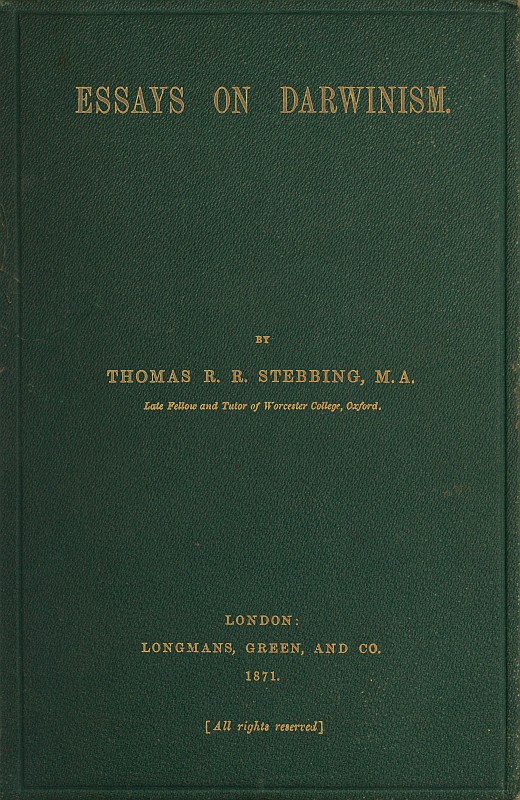 ESSAYS ON DARWINISM.
BY
THOMAS R. R. STEBBING, M.A.
Late Fellow and Tutor of Worcester College, Oxford.
LONDON:
LONGMANS, GREEN, AND CO.
1871.
[All rights reserved]